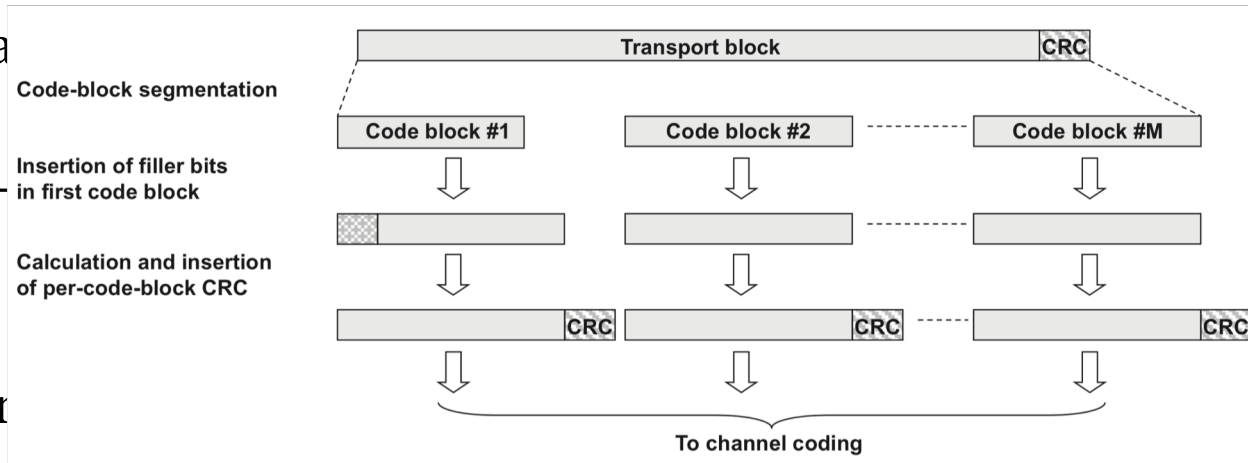 a
Transport block CRC
Code-block segmentation
Code block #1 Code block #2 Code block #M
Insertion of filler bits
in first code block
Calculation and insertion
of per-code-block CRC
CRC CRC CRC
To channel coding